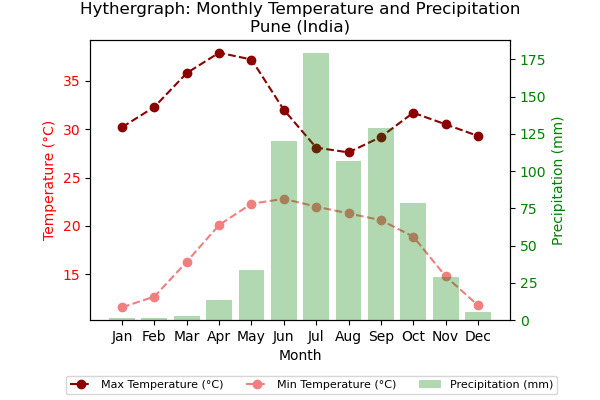 Hythergraph: Monthly Temperature and Precipitation
Pune (India)
Temperature (°C)
35
30
25
20
15
Precipitation (mm)
175
150
125
100
75
50
25
0
Jan Feb Mar Apr May Jun Jul Aug Sep Oct Nov Dec
Month
Max Temperature (°C) Min Temperature (°C) Precipitation (mm)